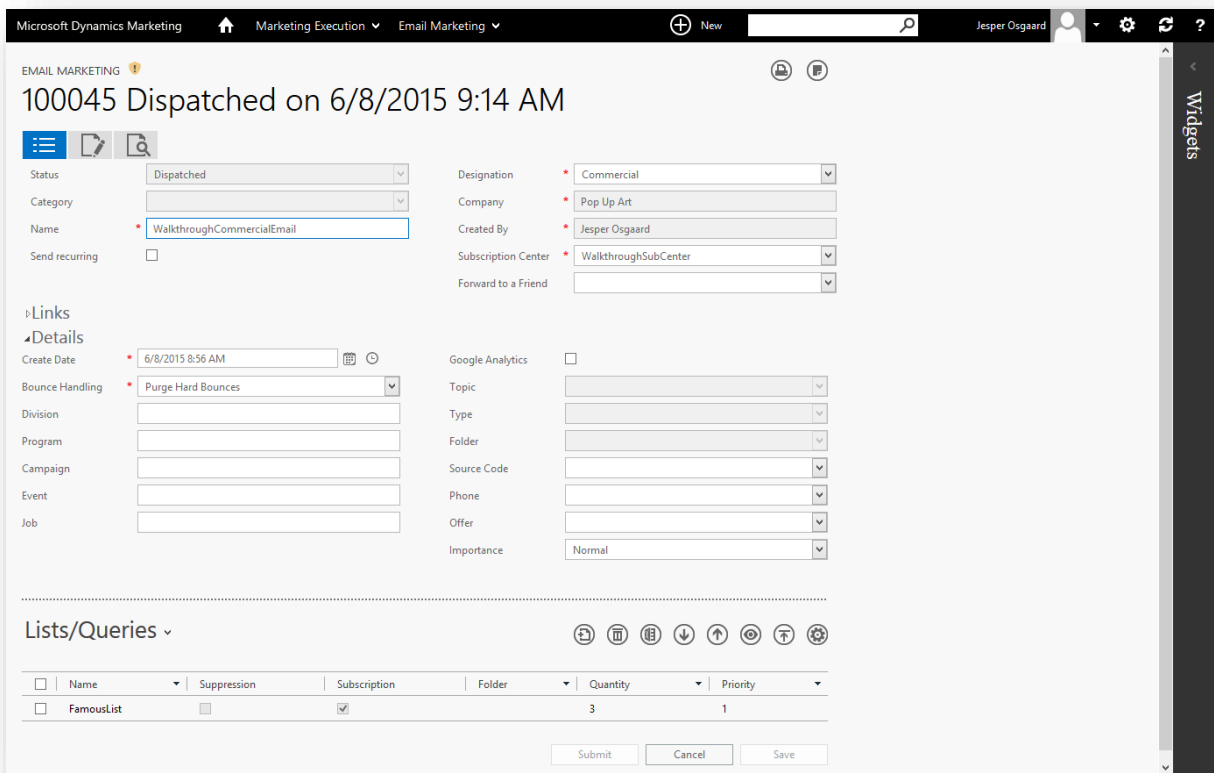 Microsoft Dynamics Marketing Marketing Execution Email Marketing New Jesper Osgaard ?
Widgets
EMAIL MARKETING
100045 Dispatched on 6/8/2015 9:14 AM
Status Dispatched Designation * Commercial
Category Company * Pop Up Art
Name * WalkthroughCommercialEmail Created By * Jesper Osgaard
Send recurring Subscription Center * WalkthroughSubCenter
Forward to a Friend
Links
Details
Create Date * 6/8/2015 8:56 AM Google Analytics
Bounce Handling * Purge Hard Bounces Topic
Division Type
Program Folder
Campaign Source Code
Event Phone
Job Offer
Importance Normal
Lists/Queries
Name Suppression Subscription Folder Quantity Priority
FamousList 3 1
Submit Cancel Save